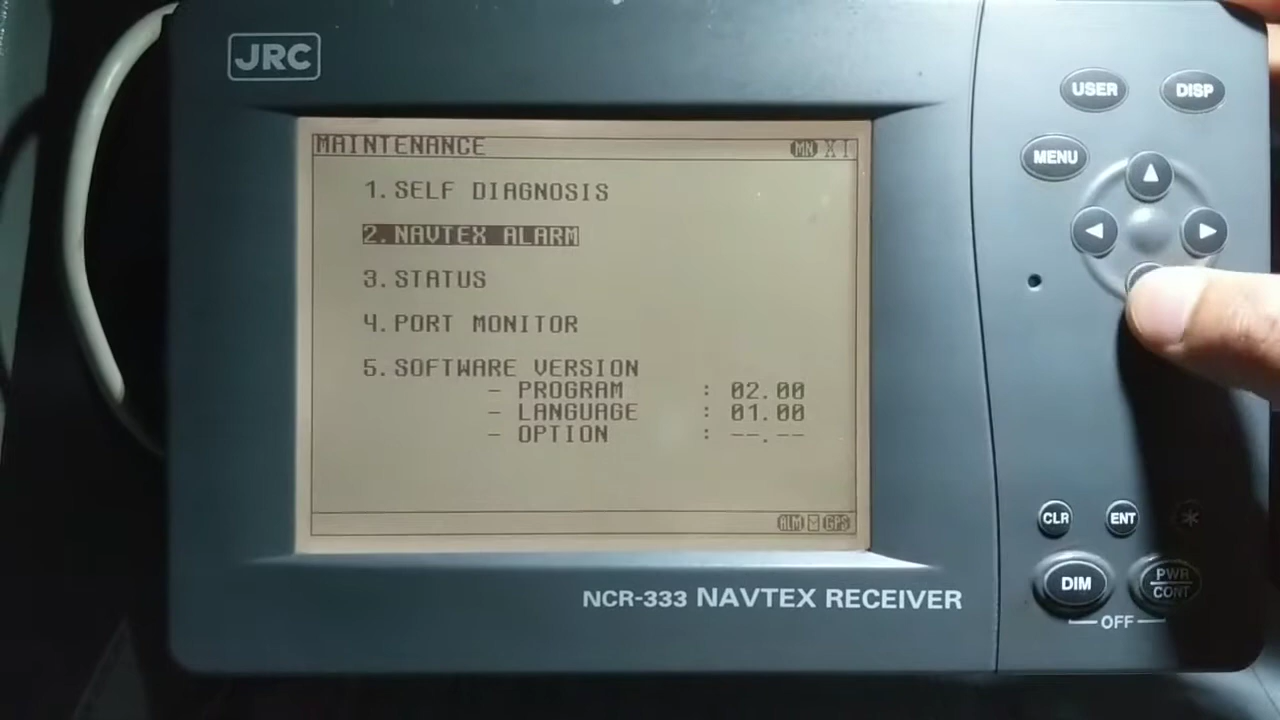 JRC
USER
DISP
MENU
MAINTENANCE MN X I
1. SELF DIAGNOSIS
2. NAVTEX ALARM
3. STATUS
4. PORT MONITOR
5. SOFTWARE VERSION
- PROGRAM : 02.00
- LANGUAGE : 01.00
- OPTION : --.--
ALM GPS
CLR
ENT
*
DIM
PWR
CONT
OFF
NCR-333 NAVTEX RECEIVER